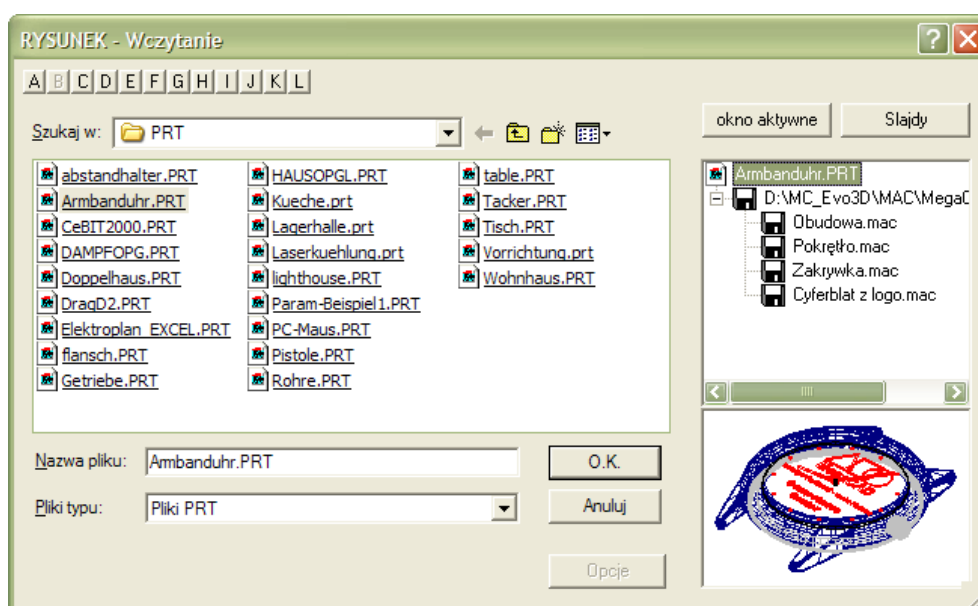 RYSUNEK - Wczytanie
A B C D E F G H I J K L
Szukaj w: PRT
okno aktywne
Slajdy
abstandhalter.PRT
Armbanduhr.PRT
CeBIT2000.PRT
DAMPFOPG.PRT
Doppelhaus.PRT
DraqD2.PRT
Elektroplan_EXCEL.PRT
flansch.PRT
Getriebe.PRT
HAUSOPGL.PRT
Kueche.prt
Lagerhalle.prt
Laserkuehlung.prt
lighthouse.PRT
Param-Beispiel1.PRT
PC-Maus.PRT
Pistole.PRT
Rohre.PRT
table.PRT
Tacker.PRT
Tisch.PRT
Vorrichtung.prt
Wohnhaus.PRT
Armbanduhr.PRT
D:\MC_Evo3D\MAC\MegaC
Obudowa.mac
Pokrętło.mac
Zakrywka.mac
Cyferblat z logo.mac
Nazwa pliku: Armbanduhr.PRT
O.K.
Pliki typu: Pliki PRT
Anuluj
Opcje